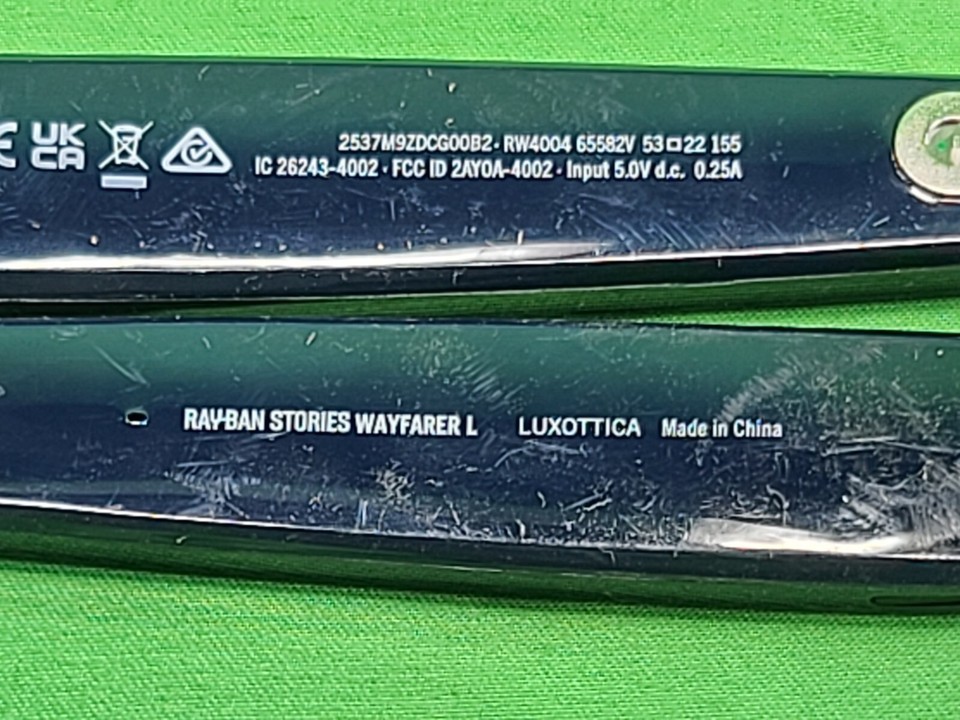 CE UK CA
2537M9ZDCG00B2 · RW4004 65582V 53□22 155
IC 26243-4002 · FCC ID 2AYOA-4002 · Input 5.0V d.c. 0.25A
RAY-BAN STORIES WAYFARER L LUXOTTICA Made in China